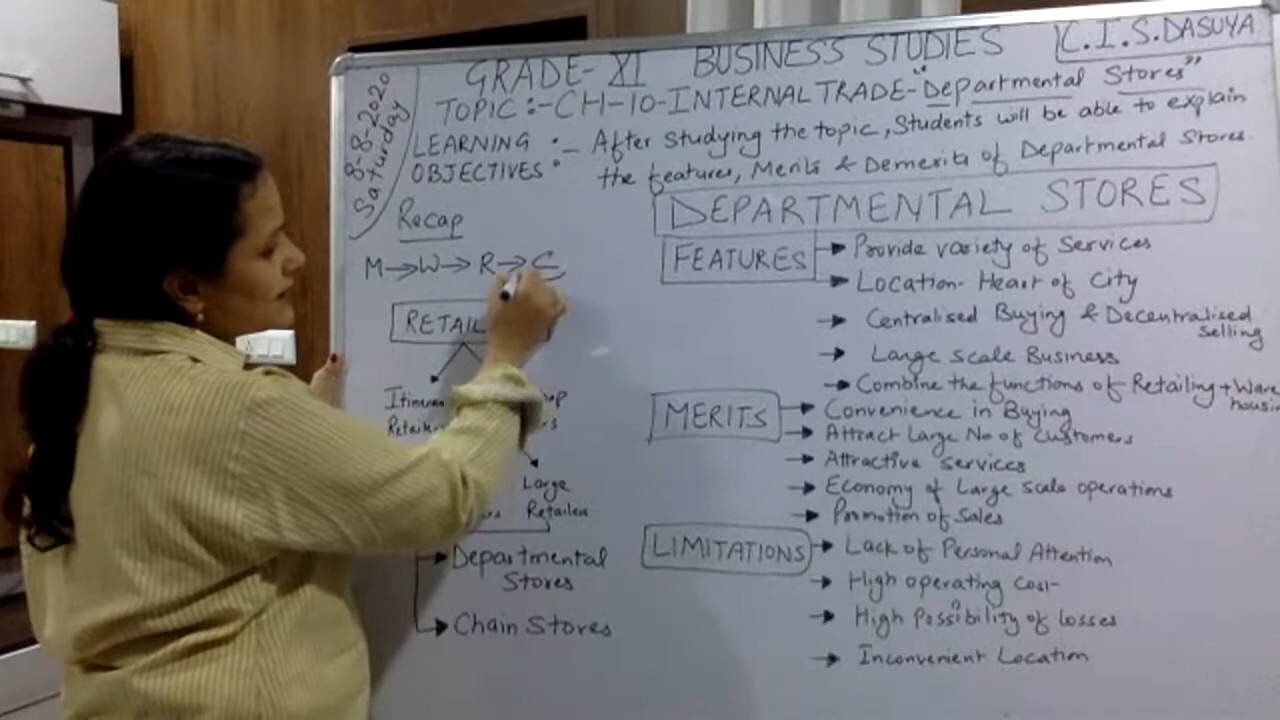 8-8-2020
Saturday
GRADE-XI BUSINESS STUDIES
C.I.S.DASUYA
TOPIC:-CH-10-INTERNAL TRADE-"Departmental Stores"
LEARNING OBJECTIVES :- After studying the topic, Students will be able to explain
the features, Merits & Demerits of Departmental Stores.
Recap
M→W→R→C
RETAIL
Retailers
Large
Retailers
Departmental
Stores
Chain Stores
DEPARTMENTAL STORES
FEATURES
Provide variety of Services
Location- Heart of City
Centralised Buying & Decentralised
Selling
Large scale Business
Combine the functions of Retailing + Ware
MERITS
Convenience in Buying
Attract Large No of Customers
Attractive services
Economy of Large scale operations
Promotion of Sales
LIMITATIONS
Lack of Personal Attention
High operating Cost
High Possibility of losses
Inconvenient Location